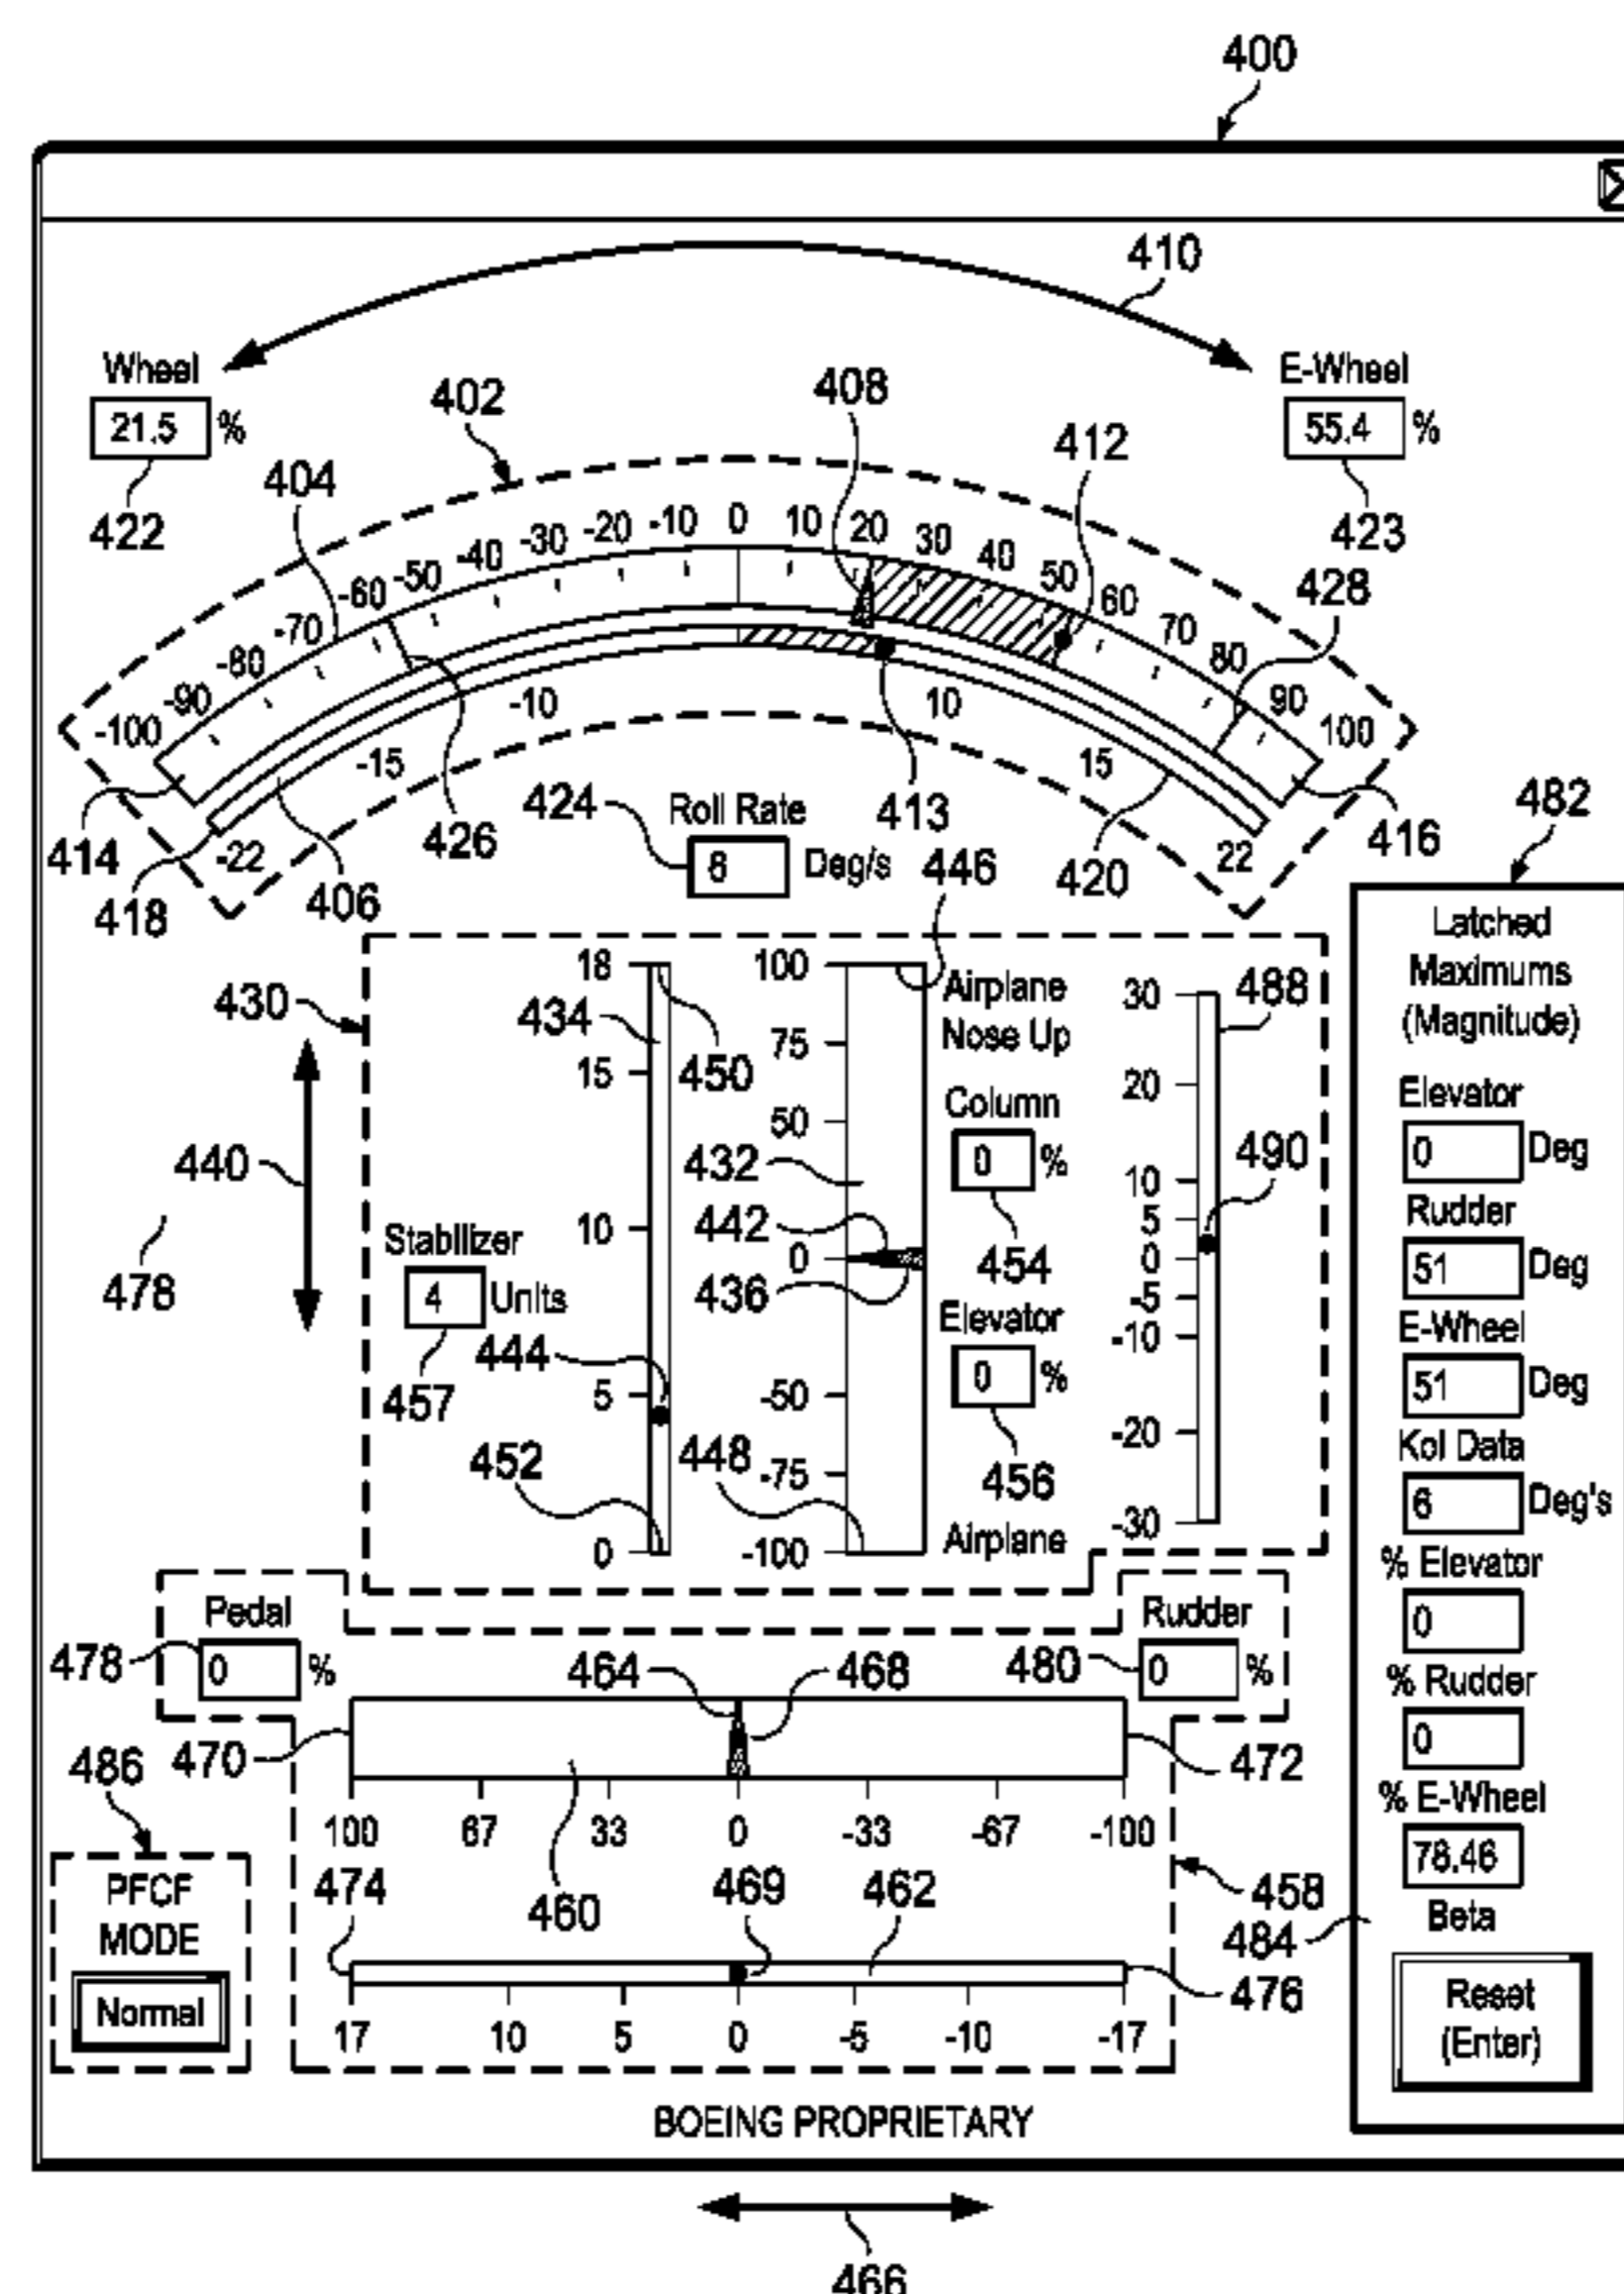 400
410
Wheel
21.5 %
422
402
408
E-Wheel
55.4 %
423
412
404
428
-100 -90 -80 -70 -60 -50 -40 -30 -20 -10 0 10 20 30 40 50 60 70 80 90 100
-22 -15 -10 10 15 22
414
418
406
426
424
Roll Rate
8 Deg/s
413
446
420
416
482
430
440
478
18
15
10
5
0
434
450
Stabilizer
4 Units
457
444
452
100
75
50
0
-50
-75
-100
432
442
436
448
Airplane
Nose Up
Column
0 %
454
Elevator
0 %
456
Airplane
30
20
10
5
0
-5
-10
-20
-30
488
490
Latched
Maximums
(Magnitude)
Elevator
0 Deg
Rudder
51 Deg
E-Wheel
51 Deg
Kol Data
6 Deg's
% Elevator
0
% Rudder
0
% E-Wheel
78.46
Beta
484
Reset
(Enter)
Pedal
478 0 %
464
468
Rudder
480 0 %
470
472
100 67 33 0 -33 -67 -100
486
PFCF
MODE
Normal
474
460
469
462
458
476
17 10 5 0 -5 -10 -17
BOEING PROPRIETARY
466